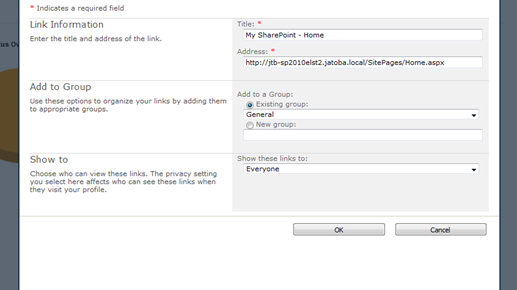 * Indicates a required field
Link Information
Enter the title and address of the link.
Title: *
My SharePoint - Home
Address: *
http://jtb-sp2010elst2.jatoba.local/SitePages/Home.aspx
Add to Group
Use these options to organize your links by adding them
to appropriate groups.
Add to a Group:
Existing group:
General
New group:
Show to
Choose who can view these links. The privacy setting
you select here affects who can see these links when
they visit your profile.
Show these links to:
Everyone
OK
Cancel